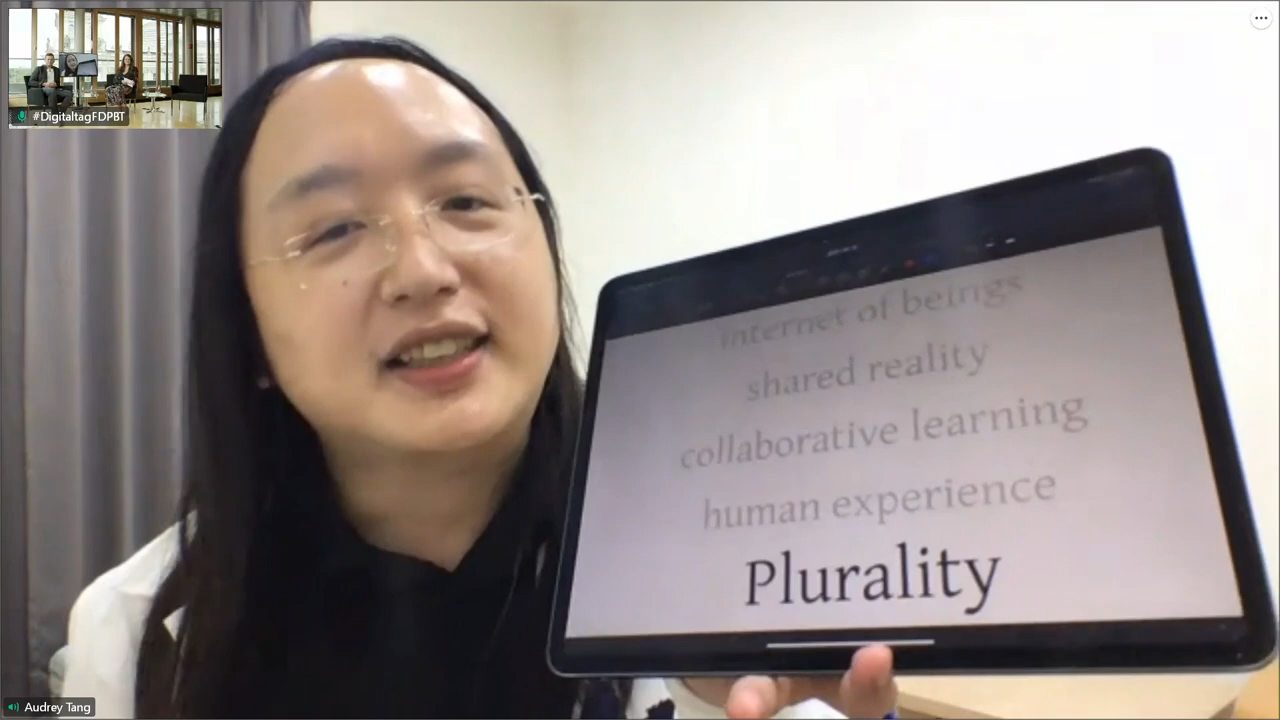 #DigitaltagFDPBT
internet of beings
shared reality
collaborative learning
human experience
Plurality
Audrey Tang